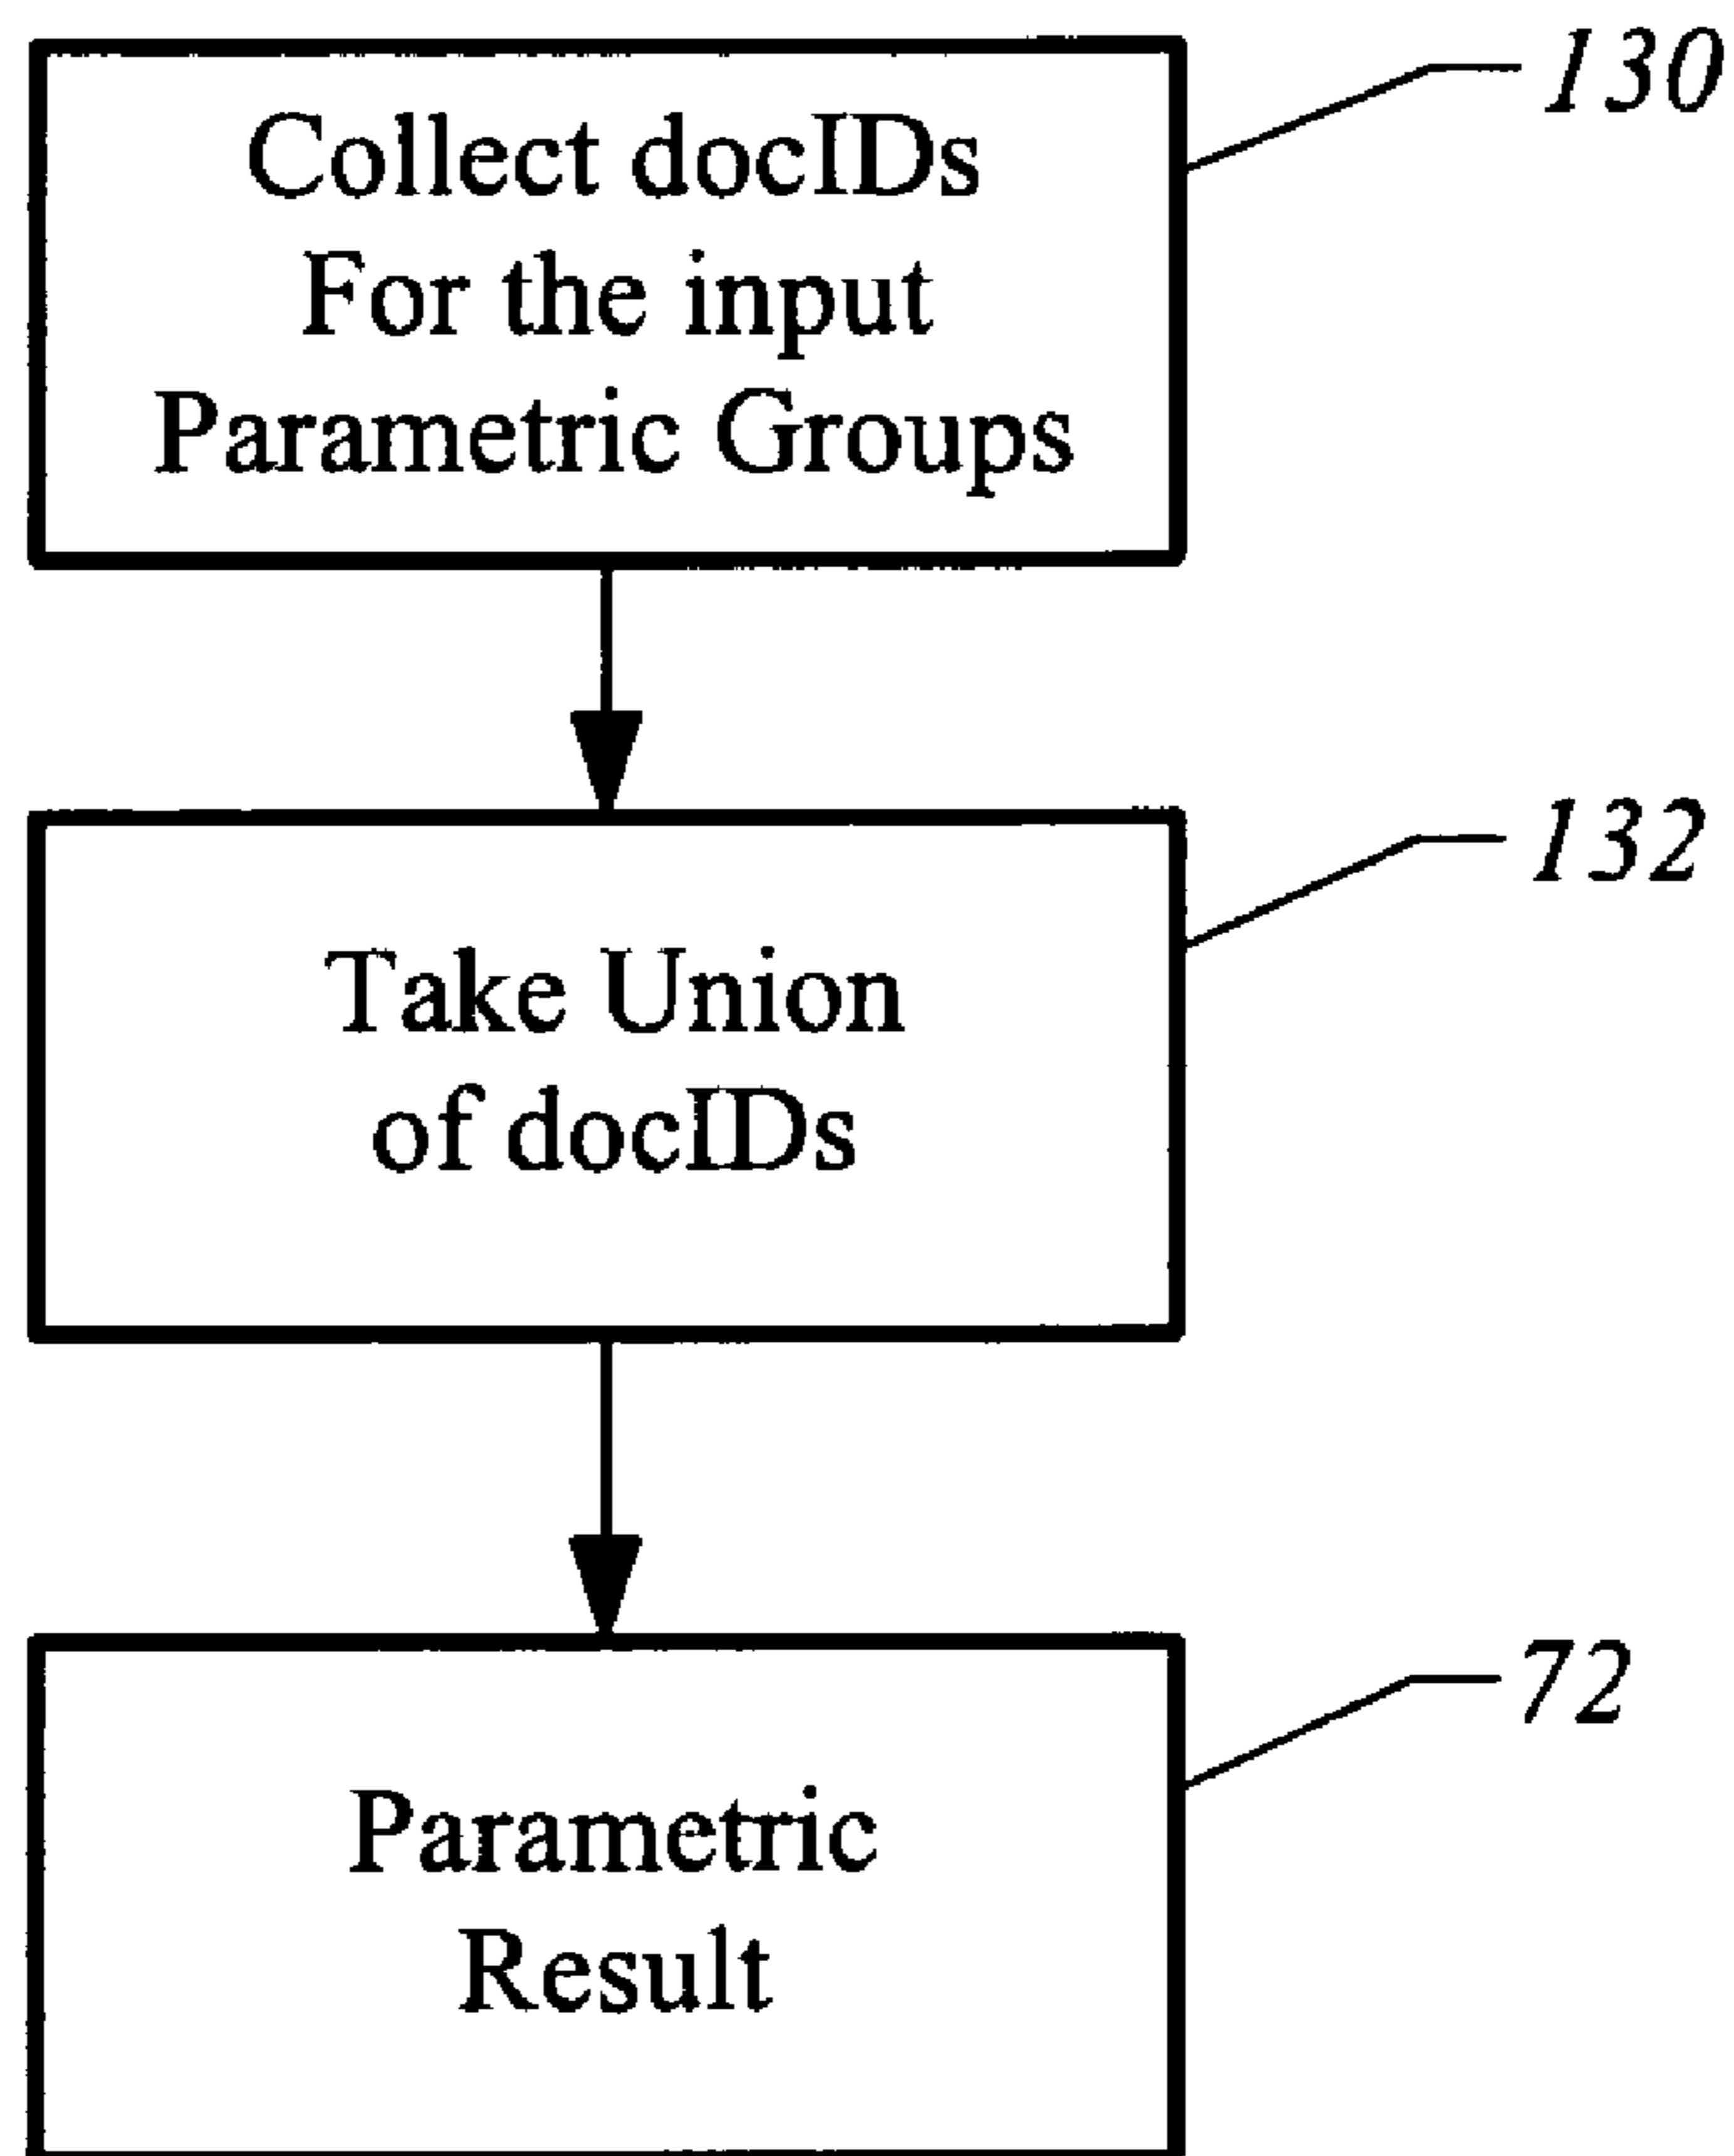 130
Collect docIDs
For the input
Parametric Groups
132
Take Union
of docIDs
72
Parametric
Result